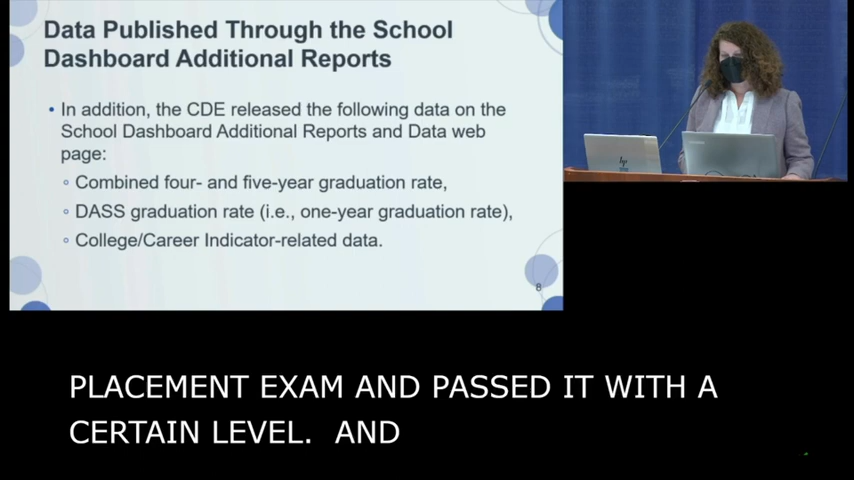 Data Published Through the School
Dashboard Additional Reports
• In addition, the CDE released the following data on the
School Dashboard Additional Reports and Data web
page:
◦ Combined four- and five-year graduation rate,
◦ DASS graduation rate (i.e., one-year graduation rate),
◦ College/Career Indicator-related data.
8
hp
PLACEMENT EXAM AND PASSED IT WITH A
CERTAIN LEVEL.  AND